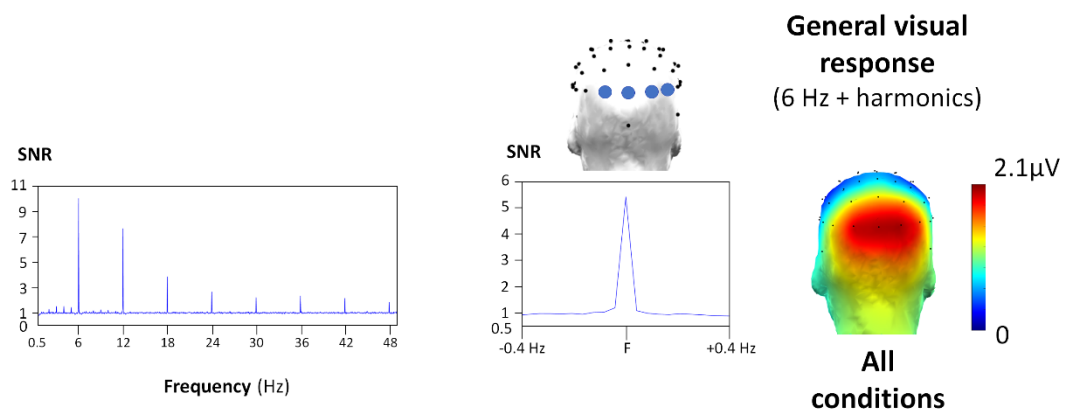 General visual
response
(6 Hz + harmonics)
SNR
11
9
7
5
3
1
0
0.5
6
12
18
24
30
36
42
48
Frequency (Hz)
SNR
6
5
4
3
2
1
0.5
-0.4 Hz
F
+0.4 Hz
2.1µV
0
All
conditions